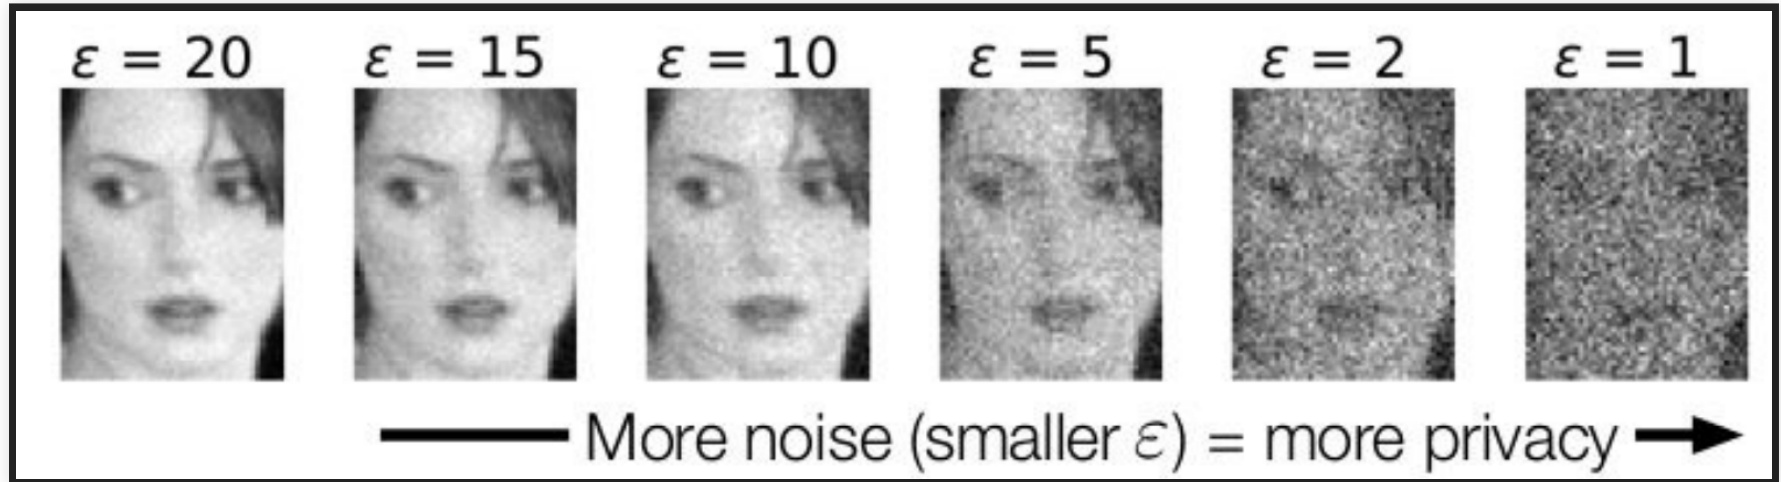 ε = 20 ε = 15 ε = 10 ε = 5 ε = 2 ε = 1
More noise (smaller ε) = more privacy